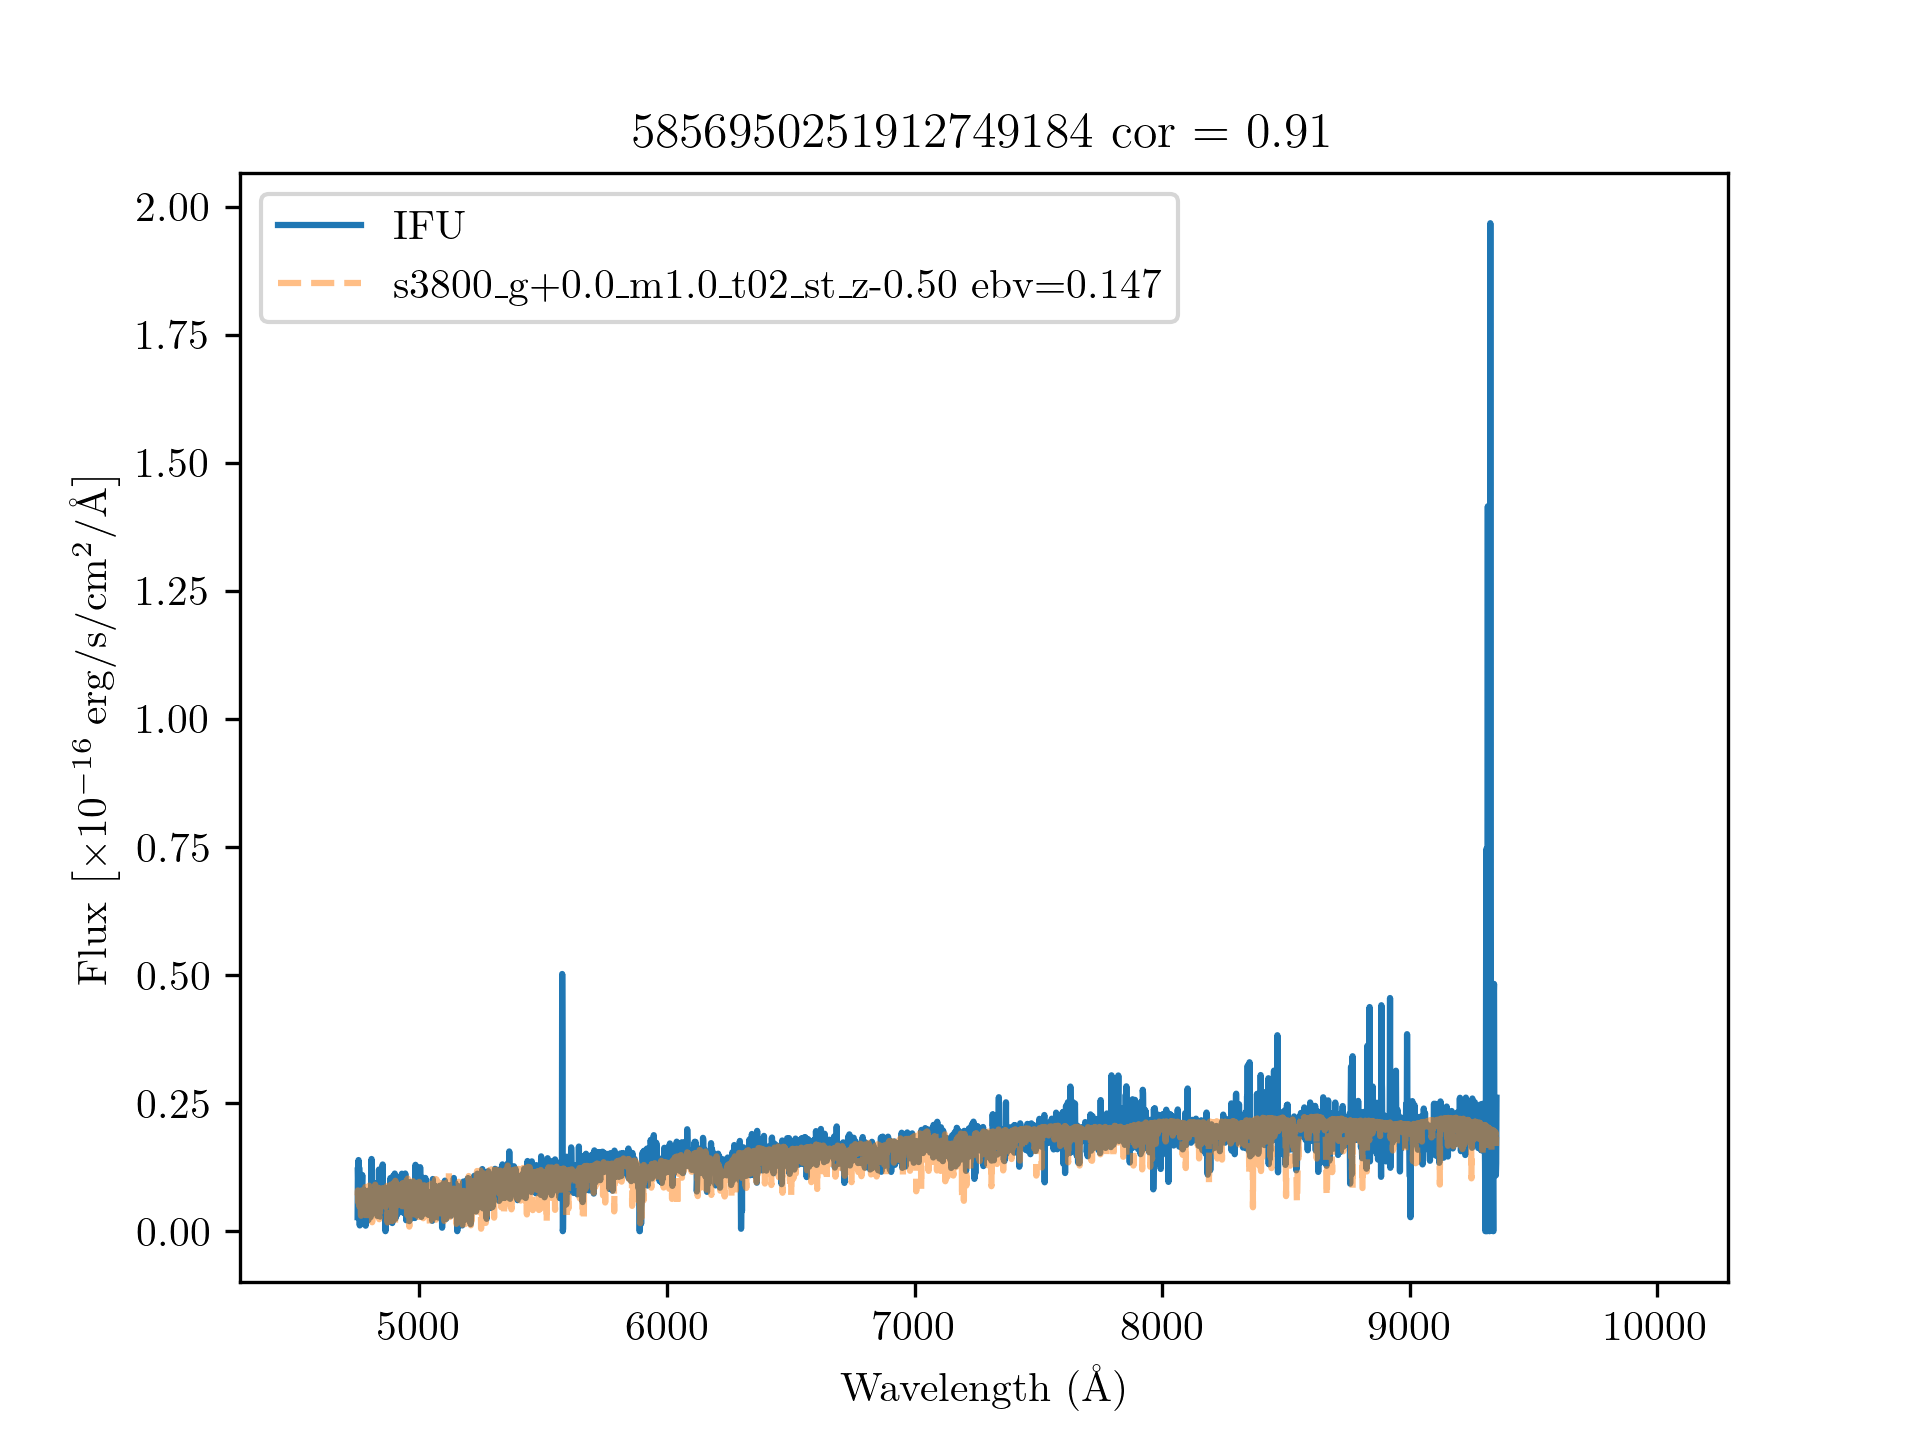 5856950251912749184 cor = 0.91
IFU
s3800_g+0.0_m1.0_t02_st_z-0.50 ebv=0.147
Flux [×10⁻¹⁶ erg/s/cm²/Å]
2.00
1.75
1.50
1.25
1.00
0.75
0.50
0.25
0.00
5000 6000 7000 8000 9000 10000
Wavelength (Å)